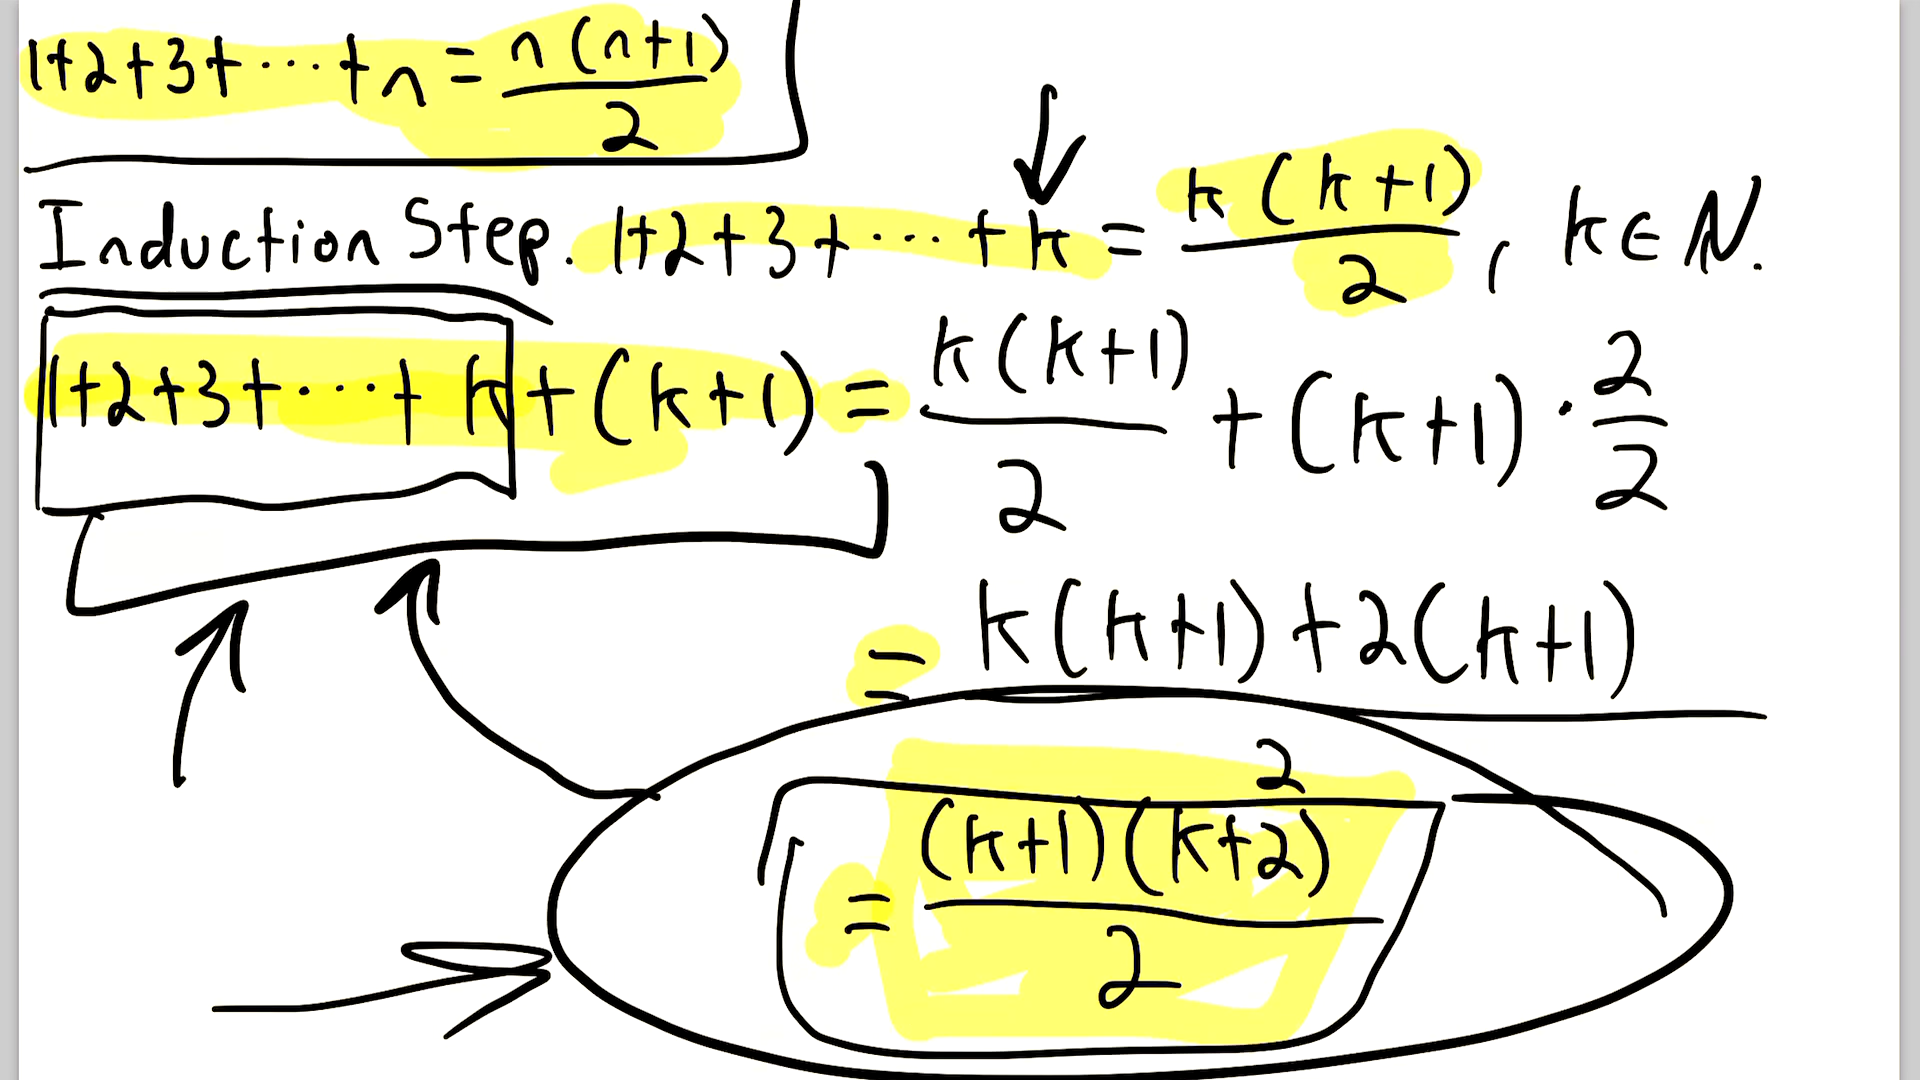 1+2+3+···+n = n(n+1)/2
Induction Step. 1+2+3+···+k = k(k+1)/2, k∈N.
1+2+3+···+k+(k+1) = k(k+1)/2 + (k+1)·2/2
= k(k+1)+2(k+1)/2
= (k+1)(k+2)/2